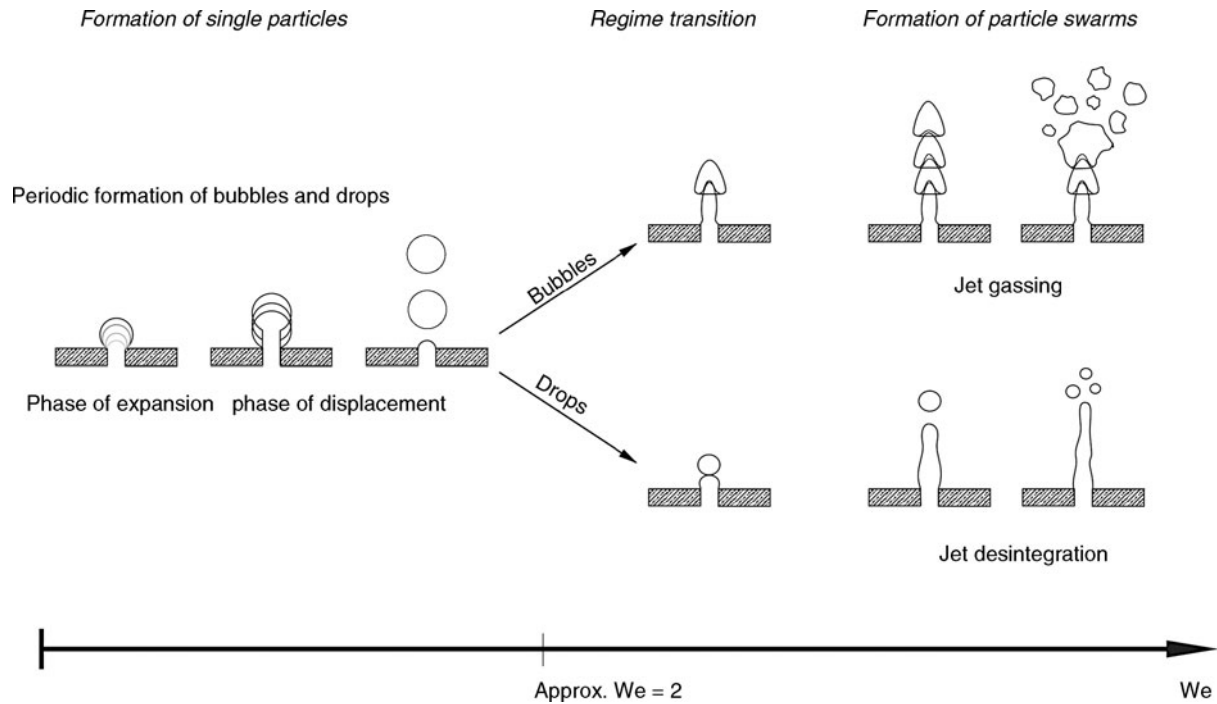 Formation of single particles
Regime transition
Formation of particle swarms
Periodic formation of bubbles and drops
Bubbles
Jet gassing
Phase of expansion
phase of displacement
Drops
Jet desintegration
Approx. We = 2
We